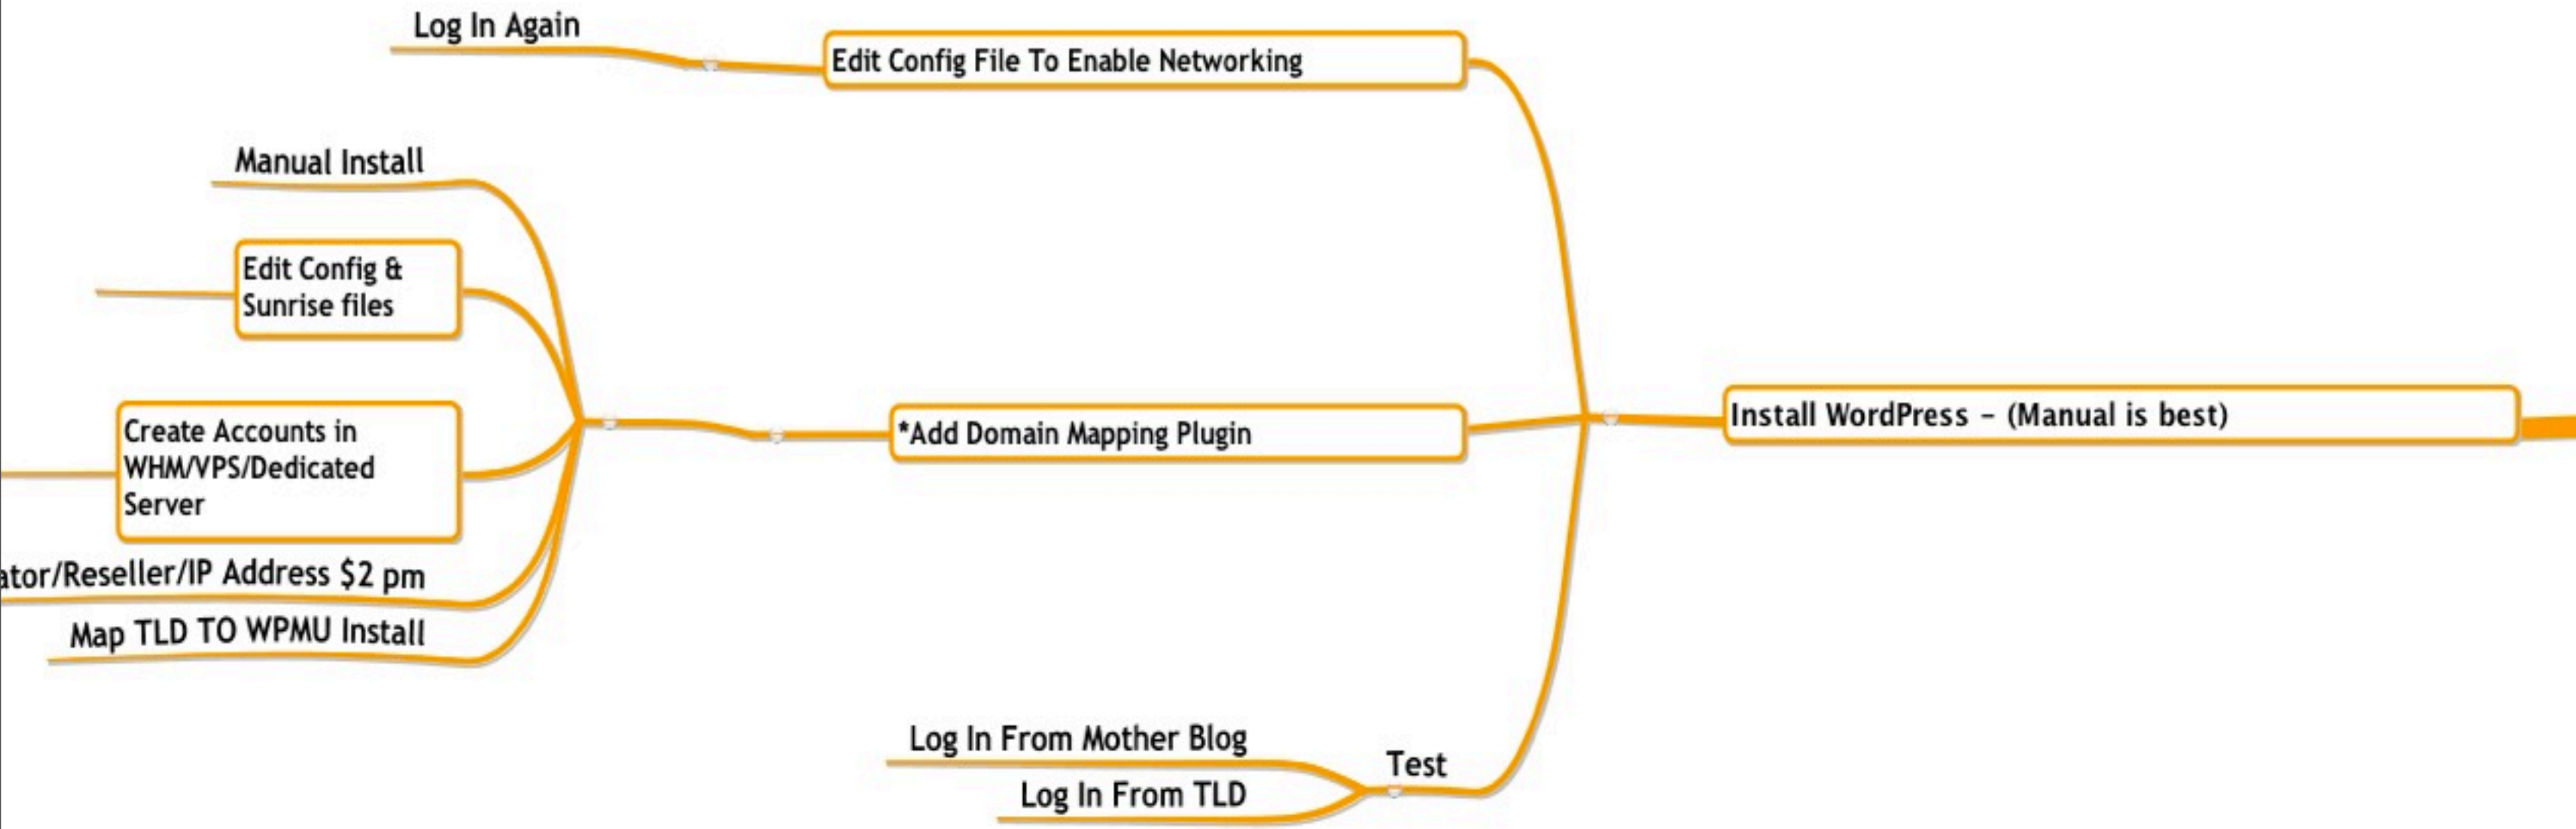 Log In Again
Edit Config File To Enable Networking
Manual Install
Edit Config &
Sunrise files
Create Accounts in
WHM/VPS/Dedicated
Server
*Add Domain Mapping Plugin
Install WordPress – (Manual is best)
ator/Reseller/IP Address $2 pm
Map TLD TO WPMU Install
Log In From Mother Blog
Test
Log In From TLD